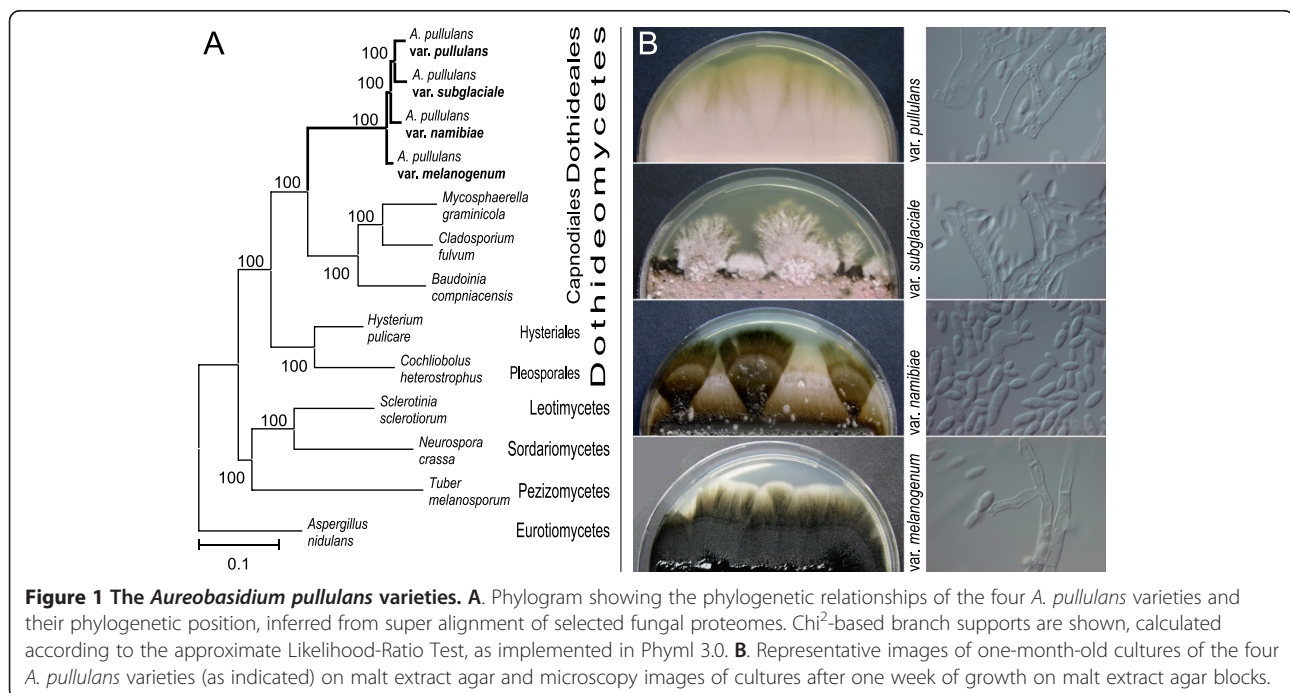 A
B
100
A. pullulans
var. pullulans
100
A. pullulans
var. subglaciale
100
A. pullulans
var. namibiae
100
A. pullulans
var. melanogenum
100
Mycosphaerella
graminicola
100
Cladosporium
fulvum
100
Baudoinia
compniacensis
100
Hysterium
pulicare
100
Cochliobolus
heterostrophus
100
Sclerotinia
sclerotiorum
Neurospora
crassa
100
Tuber
melanosporum
Aspergillus
nidulans
0.1
Dothideales
Capnodiales
Dothideomycetes
Hysteriales
Pleosporales
Leotimycetes
Sordariomycetes
Pezizomycetes
Eurotiomycetes
var. pullulans
var. subglaciale
var. namibiae
var. melanogenum
Figure 1 The Aureobasidium pullulans varieties. A. Phylogram showing the phylogenetic relationships of the four A. pullulans varieties and
their phylogenetic position, inferred from super alignment of selected fungal proteomes. Chi²-based branch supports are shown, calculated
according to the approximate Likelihood-Ratio Test, as implemented in Phyml 3.0. B. Representative images of one-month-old cultures of the four
A. pullulans varieties (as indicated) on malt extract agar and microscopy images of cultures after one week of growth on malt extract agar blocks.